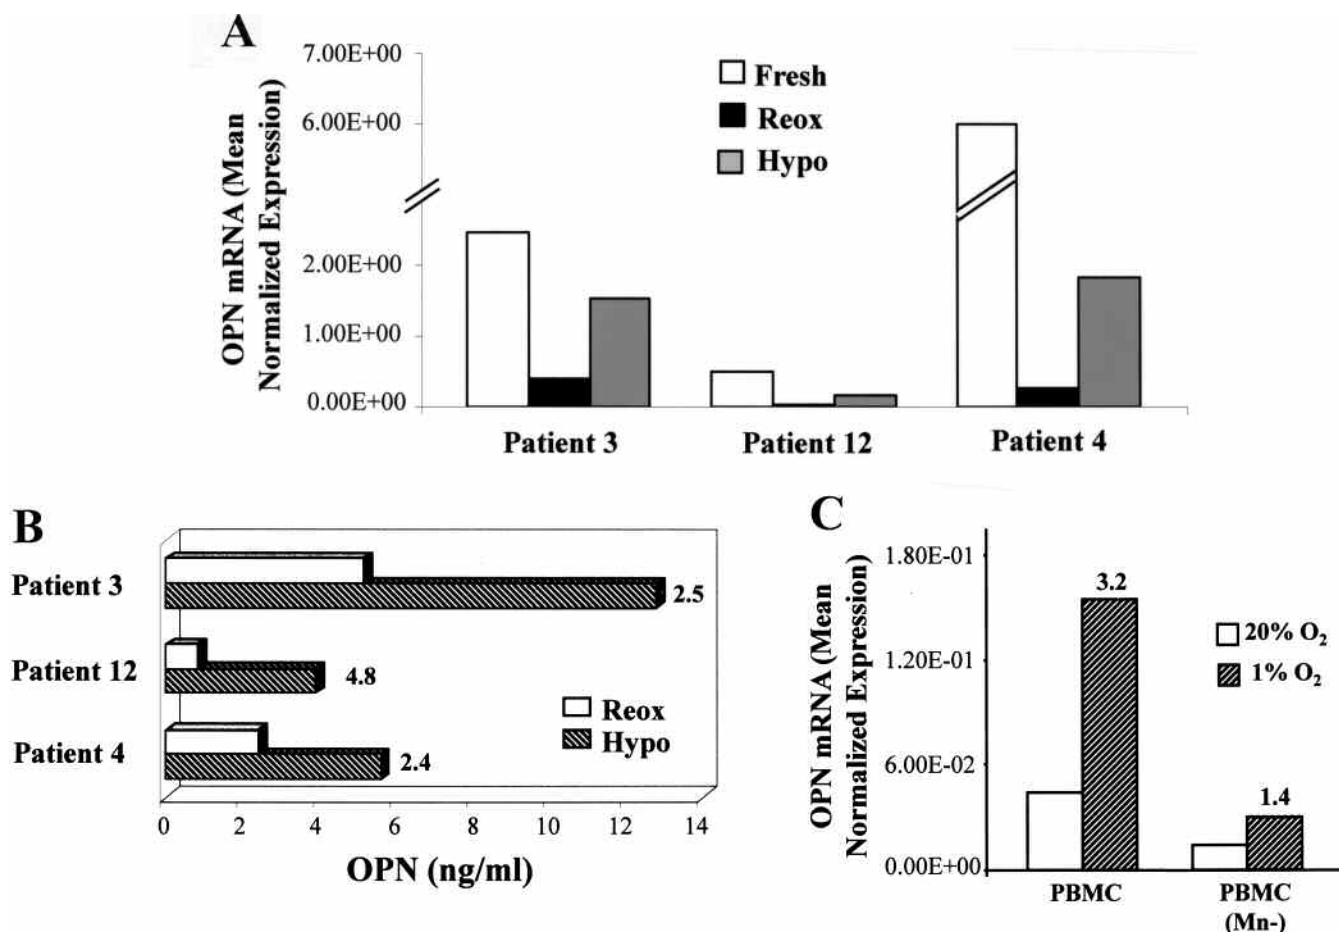 A
OPN mRNA (Mean
Normalized Expression)
7.00E+00
6.00E+00
2.00E+00
1.00E+00
0.00E+00
Fresh
Reox
Hypo
Patient 3
Patient 12
Patient 4
B
Patient 3
Patient 12
Patient 4
2.5
4.8
2.4
Reox
Hypo
0 2 4 6 8 10 12 14
OPN (ng/ml)
C
OPN mRNA (Mean
Normalized Expression)
1.80E-01
1.20E-01
6.00E-02
0.00E+00
3.2
1.4
20% O₂
1% O₂
PBMC
PBMC
(Mn-)